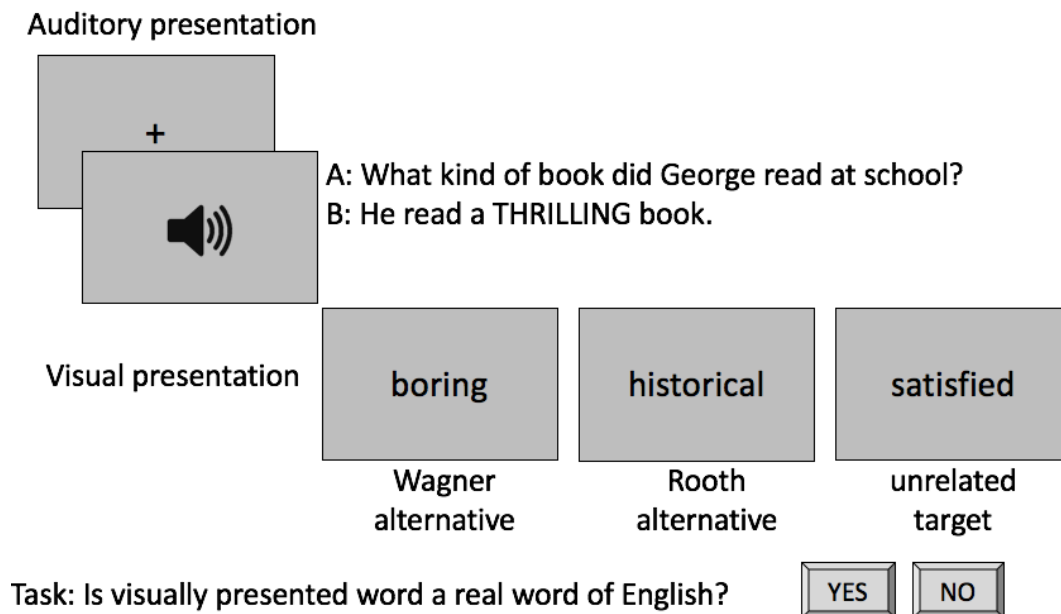 Auditory presentation
+
A: What kind of book did George read at school?
B: He read a THRILLING book.
Visual presentation
boring
historical
satisfied
Wagner
alternative
Rooth
alternative
unrelated
target
Task: Is visually presented word a real word of English?
YES
NO